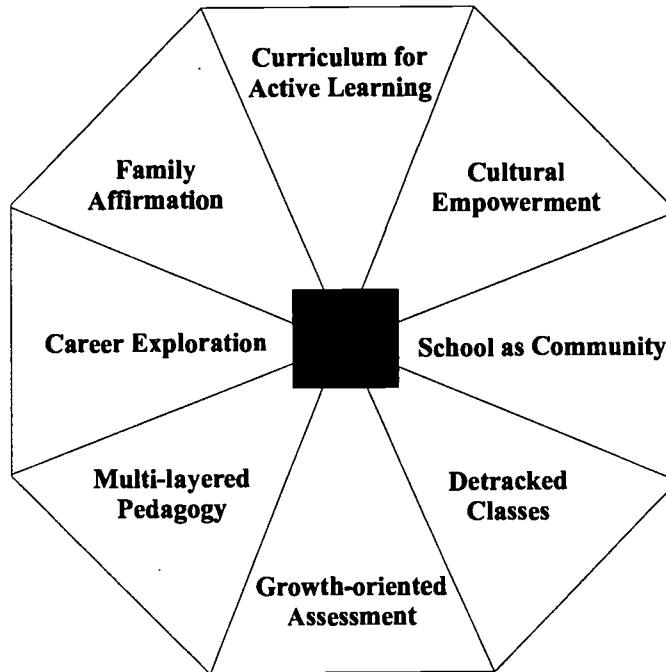 Curriculum for
Active Learning
Cultural
Empowerment
School as Community
Detracked
Classes
Growth-oriented
Assessment
Multi-layered
Pedagogy
Career Exploration
Family
Affirmation